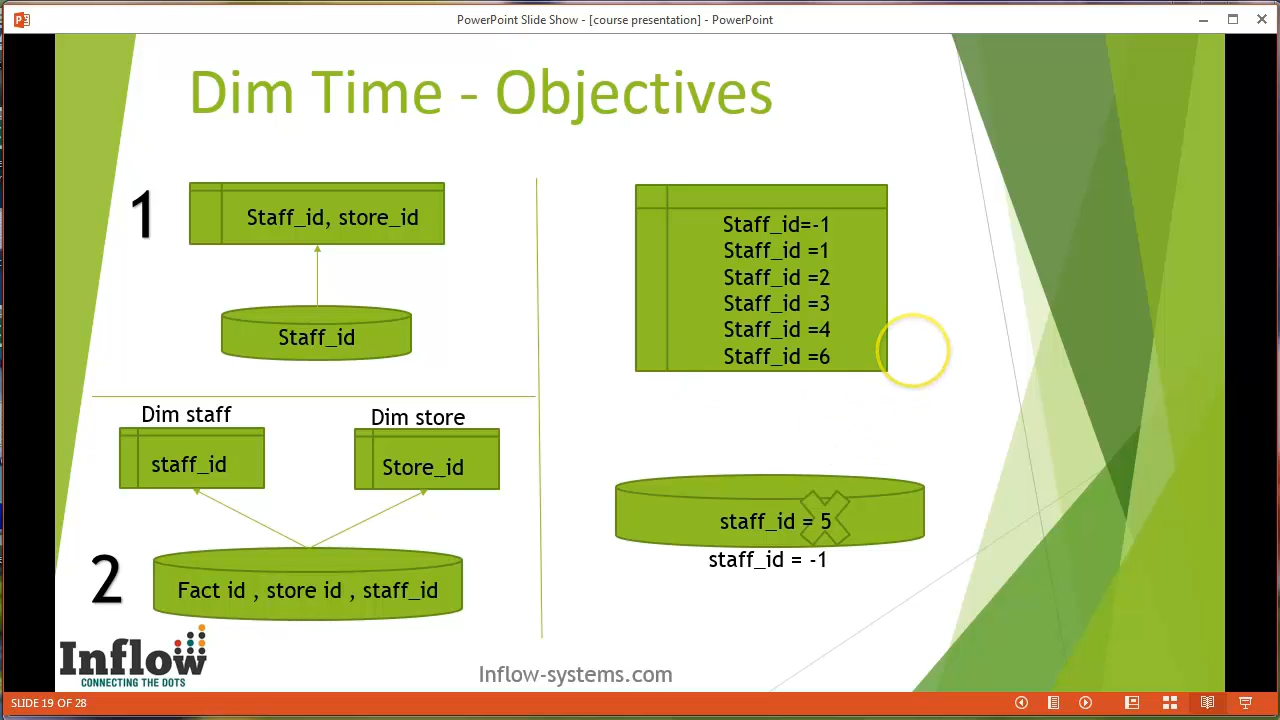 PowerPoint Slide Show - [course presentation] - PowerPoint
Dim Time - Objectives
1
Staff_id, store_id
Staff_id
Dim staff
staff_id
Dim store
Store_id
2
Fact id , store id , staff_id
Staff_id=-1
Staff_id =1
Staff_id =2
Staff_id =3
Staff_id =4
Staff_id =6
staff_id = 5
staff_id = -1
Inflow
CONNECTING THE DOTS
Inflow-systems.com
SLIDE 19 OF 28